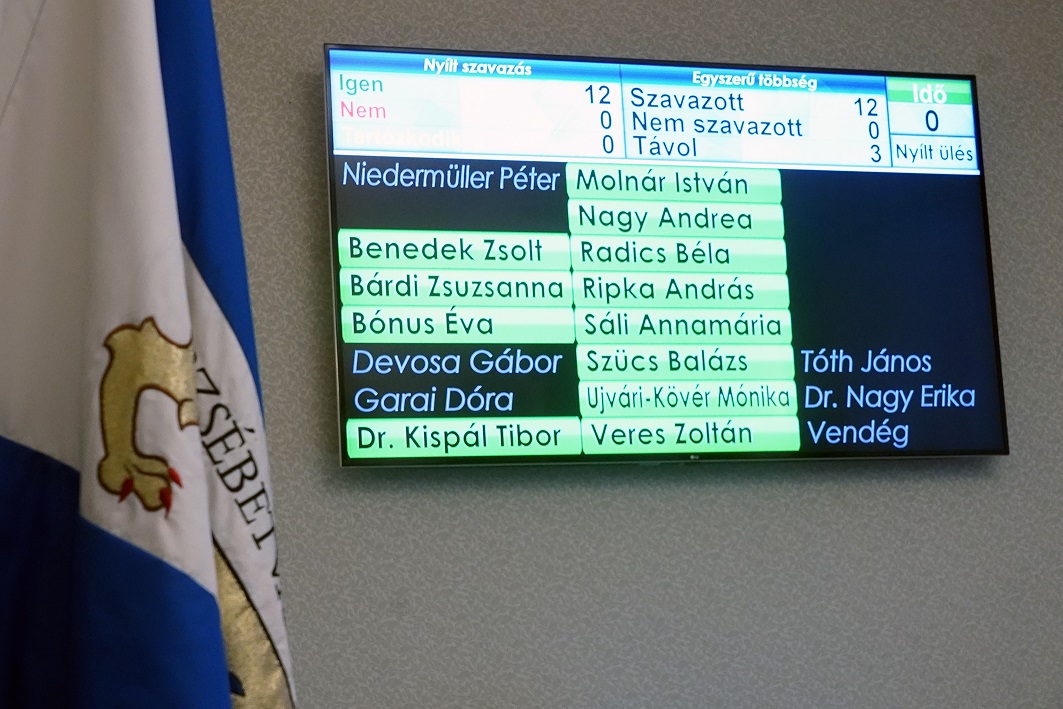 Nyílt szavazás
Igen 12
Nem 0
Tartózkodik 0
Egyszerű többség
Szavazott 12
Nem szavazott 0
Távol 3
Idő
0
Nyílt ülés
Niedermüller Péter
Benedek Zsolt
Bárdi Zsuzsanna
Bónus Éva
Devosa Gábor
Garai Dóra
Dr. Kispál Tibor
Molnár István
Nagy Andrea
Radics Béla
Ripka András
Sáli Annamária
Szücs Balázs
Ujvári-Kövér Mónika
Veres Zoltán
Tóth János
Dr. Nagy Erika
Vendég